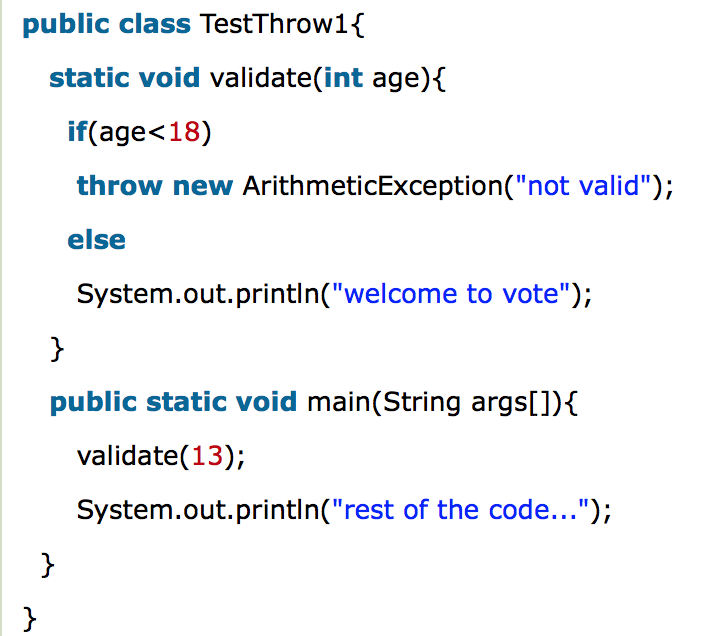 public class TestThrow1{
static void validate(int age){
if(age<18)
throw new ArithmeticException("not valid");
else
System.out.println("welcome to vote");
}
public static void main(String args[]){
validate(13);
System.out.println("rest of the code...");
}
}